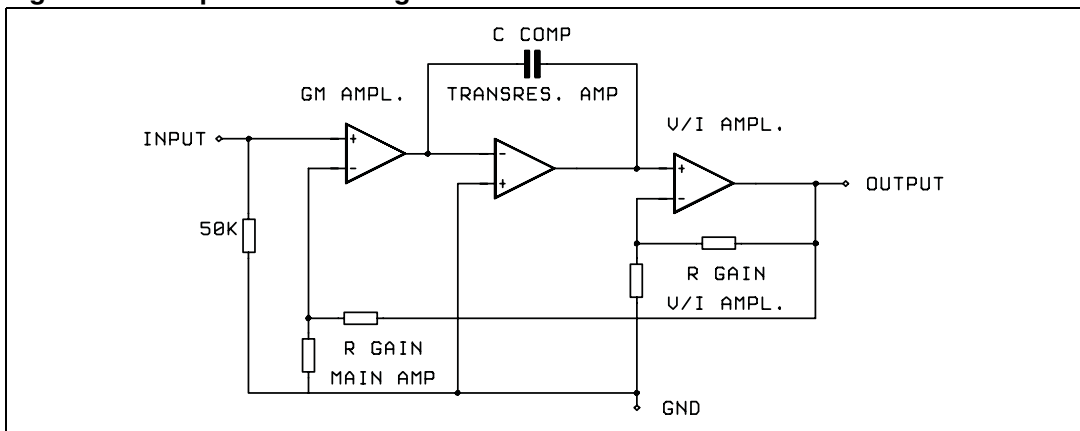 C COMP
GM AMPL.
TRANSRES. AMP
V/I AMPL.
INPUT
+
-
-
+
+
-
OUTPUT
50K
R GAIN
V/I AMPL.
R GAIN
MAIN AMP
GND